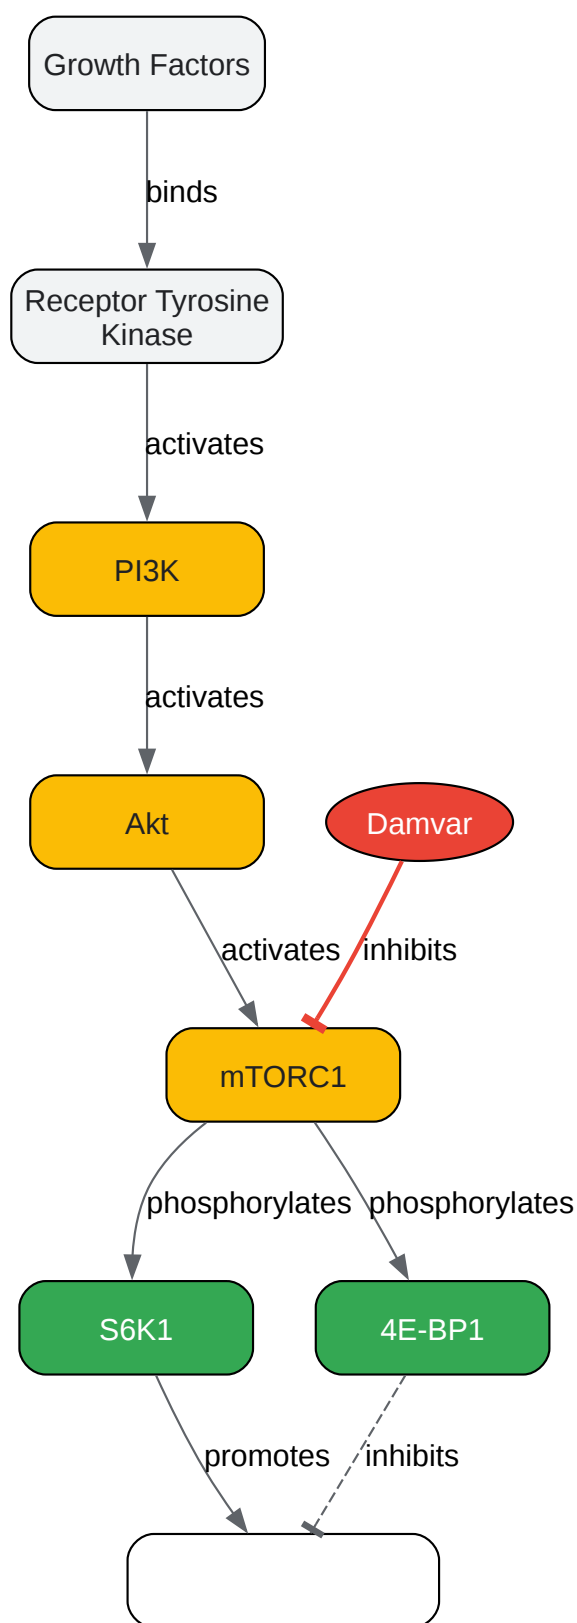 Growth Factors
binds
Receptor Tyrosine
Kinase
activates
PI3K
activates
Akt
Damvar
activates
inhibits
mTORC1
phosphorylates
phosphorylates
S6K1
4E-BP1
promotes
inhibits